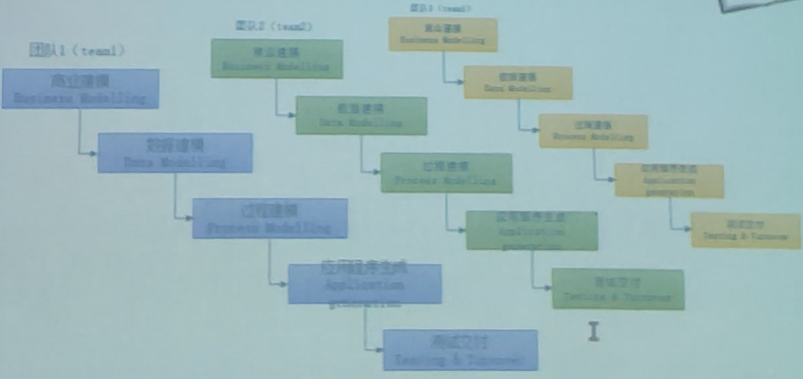 团队1（team1）
商业建模
Business Modelling
数据建模
Data Modelling
过程建模
Process Modelling
应用程序生成
Application
generation
测试交付
Testing & Turnover
团队2（team2）
商业建模
Business Modelling
数据建模
Data Modelling
过程建模
Process Modelling
应用程序生成
Application
generation
测试交付
Testing & Turnover
团队3（team3）
商业建模
Business Modelling
数据建模
Data Modelling
过程建模
Process Modelling
应用程序生成
Application
generation
测试交付
Testing & Turnover